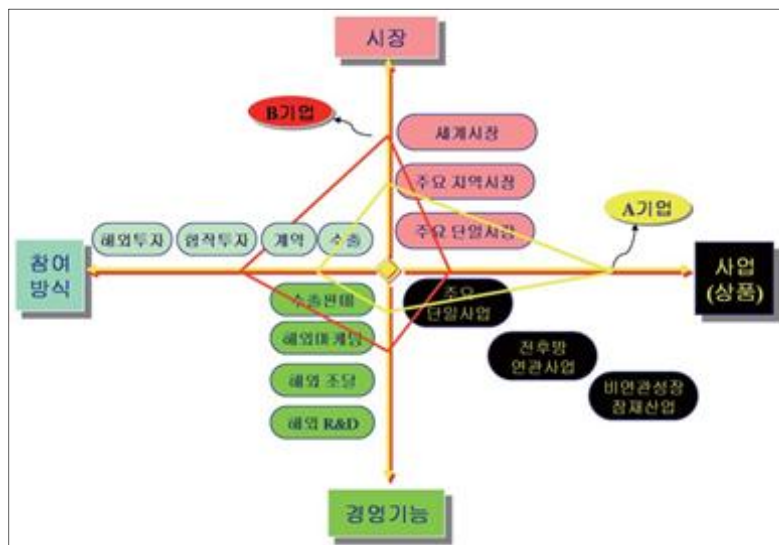 시장
B기업
세계시장
주요 지역시장
A기업
주요 단일시장
해외투자
합작투자
계약
수출
참여
방식
사업
(상품)
수출판매
주요
단일사업
해외마케팅
전후방
연관사업
해외 조달
비연관성장
잠재산업
해외 R&D
경영기능